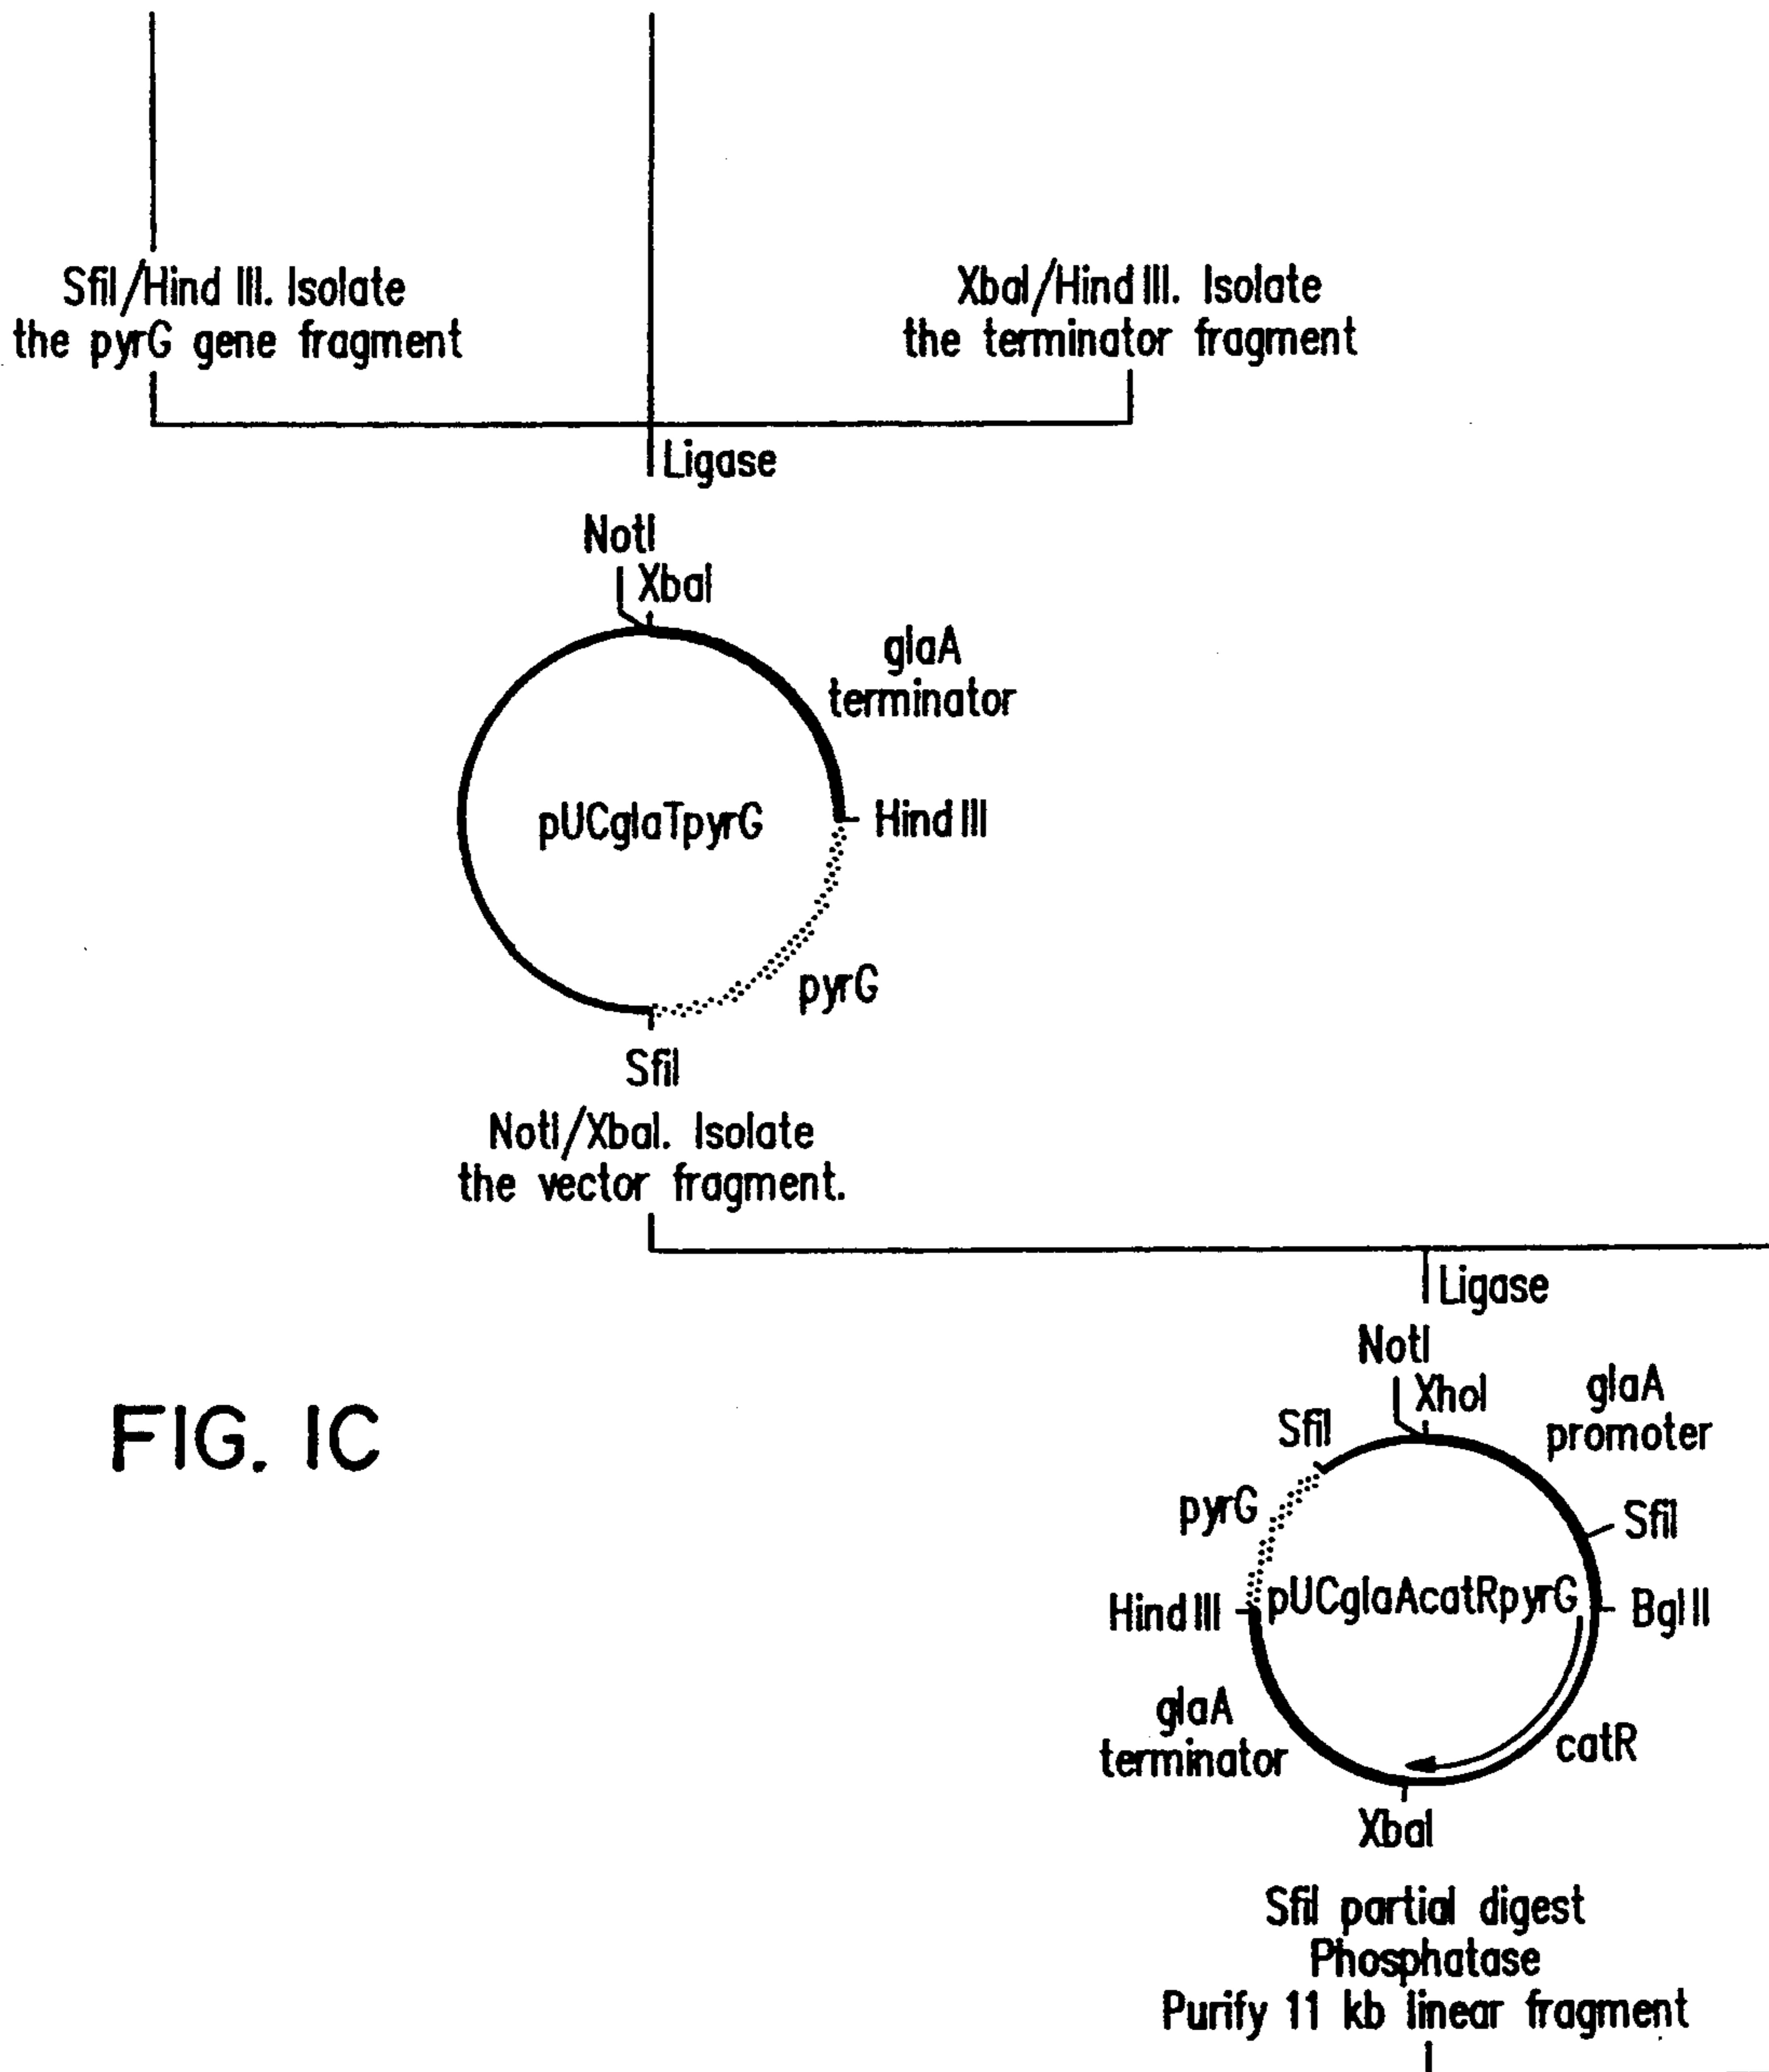 SfiI/Hind III. Isolate
the pyrG gene fragment
XbaI/Hind III. Isolate
the terminator fragment
Ligase
NotI
XbaI
glaA
terminator
pUCglaTpyrG
Hind III
pyrG
SfiI
NotI/XbaI. Isolate
the vector fragment.
Ligase
NotI
XhoI
glaA
promoter
SfiI
pyrG
SfiI
Hind III
pUCglaAcatRpyrG
Bgl II
glaA
terminator
catR
XbaI
SfiI partial digest
Phosphatase
Purify 11 kb linear fragment
FIG. 1C